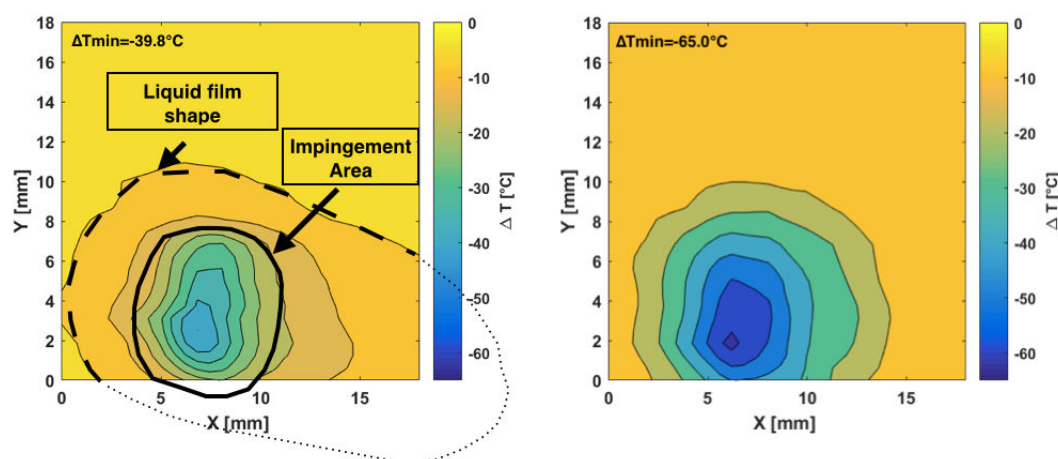 ΔTmin=-39.8°C
Liquid film
shape
Impingement
Area
18
16
14
12
10
8
6
4
2
0
Y [mm]
0 5 10 15
X [mm]
0
-10
-20
-30
-40
-50
-60
△ T [°C]
ΔTmin=-65.0°C
18
16
14
12
10
8
6
4
2
0
Y [mm]
0 5 10 15
X [mm]
0
-10
-20
-30
-40
-50
-60
△ T [°C]